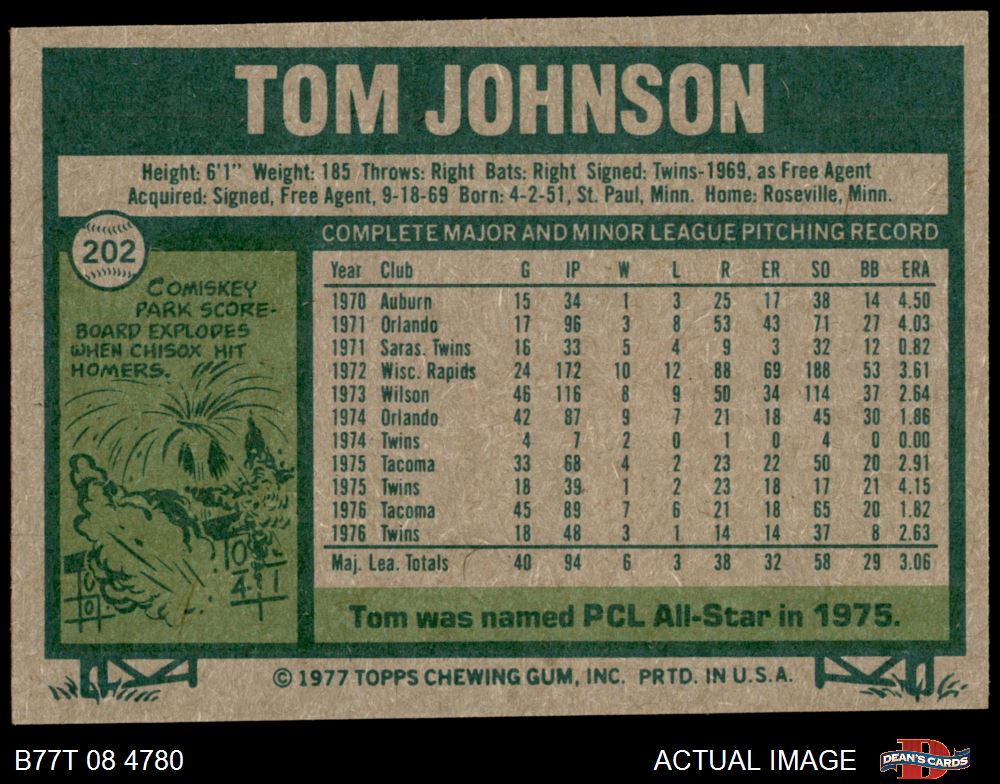 TOM JOHNSON
Height: 6'1" Weight: 185 Throws: Right Bats: Right Signed: Twins-1969, as Free Agent
Acquired: Signed, Free Agent, 9-18-69 Born: 4-2-51, St. Paul, Minn. Home: Roseville, Minn.
202
COMISKEY
PARK SCORE-
BOARD EXPLODES
WHEN CHISOX HIT
HOMERS.
10
4 1
0
0
COMPLETE MAJOR AND MINOR LEAGUE PITCHING RECORD
Year Club G IP W L R ER SO BB ERA
1970 Auburn 15 34 1 3 25 17 38 14 4.50
1971 Orlando 17 96 3 8 53 43 71 27 4.03
1971 Saras. Twins 16 33 5 4 9 3 32 12 0.82
1972 Wisc. Rapids 24 172 10 12 88 69 188 53 3.61
1973 Wilson 46 116 8 9 50 34 114 37 2.64
1974 Orlando 42 87 9 7 21 18 45 30 1.86
1974 Twins 4 7 2 0 1 0 4 0 0.00
1975 Tacoma 33 68 4 2 23 22 50 20 2.91
1975 Twins 18 39 1 2 23 18 17 21 4.15
1976 Tacoma 45 89 7 6 21 18 65 20 1.82
1976 Twins 18 48 3 1 14 14 37 8 2.63
Maj. Lea. Totals 40 94 6 3 38 32 58 29 3.06
Tom was named PCL All-Star in 1975.
© 1977 TOPPS CHEWING GUM, INC. PRTD. IN U.S.A.
B77T 08 4780
ACTUAL IMAGE
D
DEAN'S CARDS